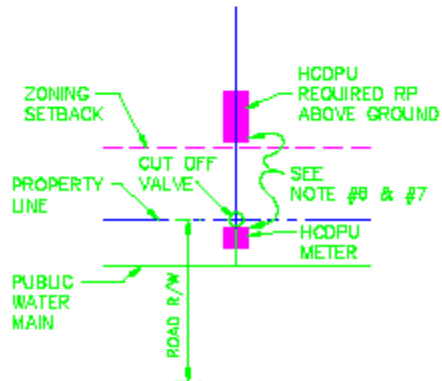 HCDPU
REQUIRED RP
ABOVE GROUND
ZONING
SETBACK
CUT OFF
VALVE
SEE
NOTE #6 & #7
PROPERTY
LINE
HCDPU
METER
PUBLIC
WATER
MAIN
ROAD R/W